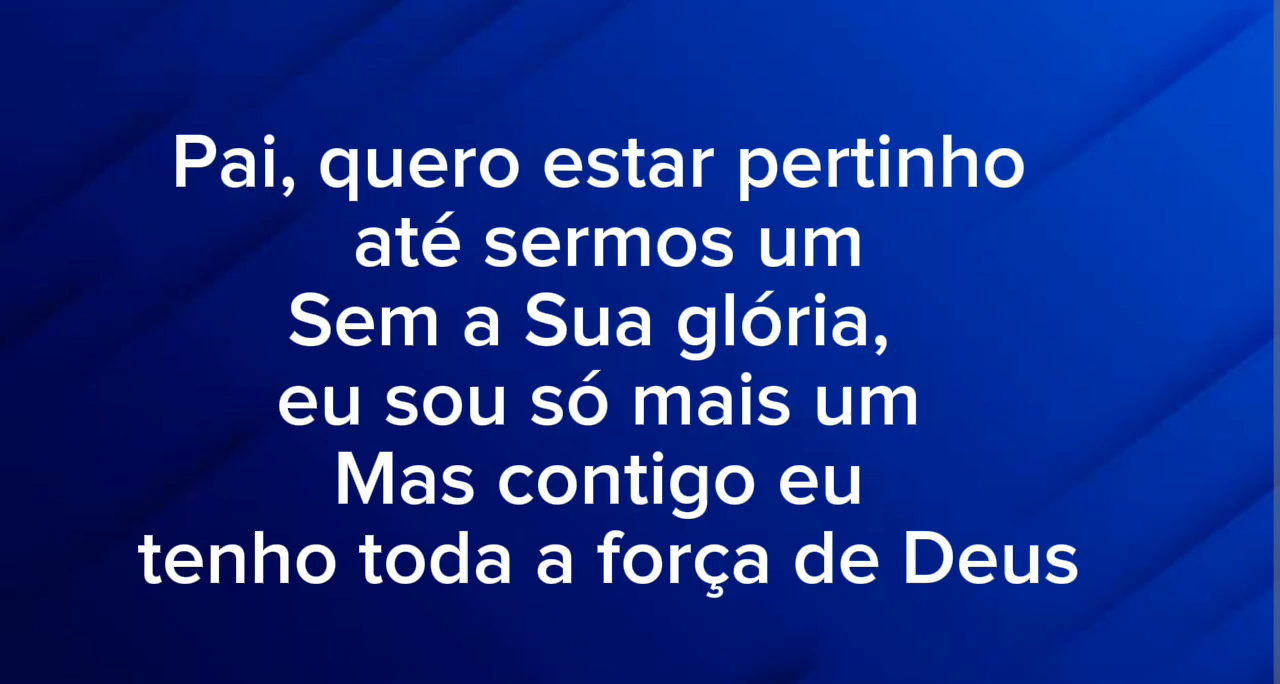 Pai, quero estar pertinho
até sermos um
Sem a Sua glória,
eu sou só mais um
Mas contigo eu
tenho toda a força de Deus